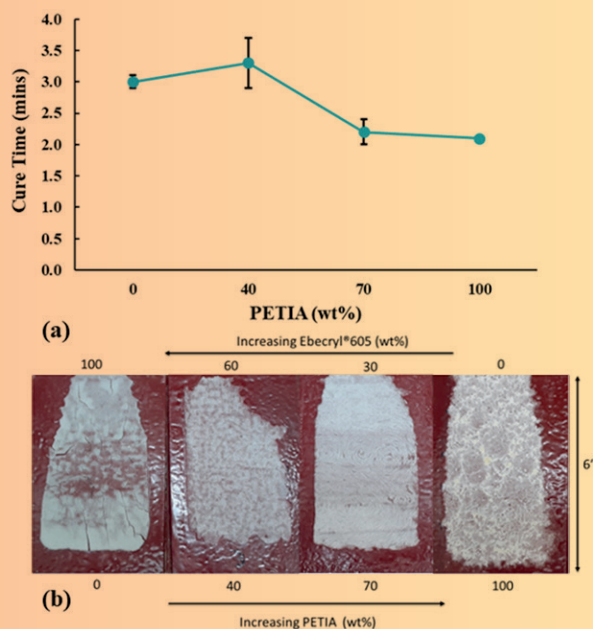 4.0
3.5
3.0
2.5
2.0
1.5
1.0
0.5
0.0
Cure Time (mins)
0 40 70 100
PETIA (wt%)
(a)
Increasing Ebecryl®605 (wt%)
100 60 30 0
6"
(b)
0 40 70 100
Increasing PETIA (wt%)